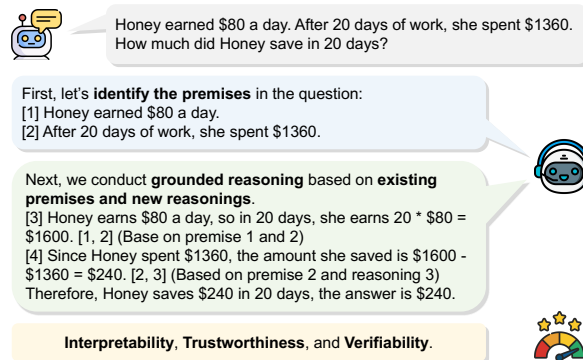 Honey earned $80 a day. After 20 days of work, she spent $1360.
How much did Honey save in 20 days?
First, let's identify the premises in the question:
[1] Honey earned $80 a day.
[2] After 20 days of work, she spent $1360.
Next, we conduct grounded reasoning based on existing
premises and new reasonings.
[3] Honey earns $80 a day, so in 20 days, she earns 20 * $80 =
$1600. [1, 2] (Base on premise 1 and 2)
[4] Since Honey spent $1360, the amount she saved is $1600 -
$1360 = $240. [2, 3] (Based on premise 2 and reasoning 3)
Therefore, Honey saves $240 in 20 days, the answer is $240.
Interpretability, Trustworthiness, and Verifiability.